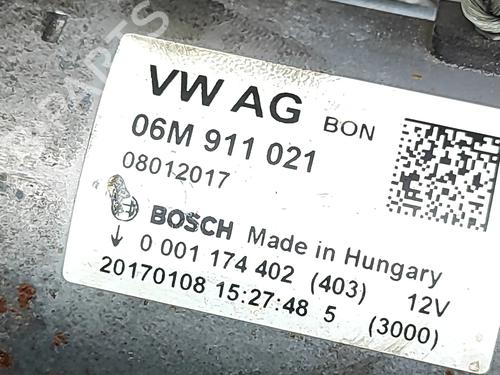 PARTS
VW AG BON
06M 911 021
08012017
BOSCH Made in Hungary
0 001 174 402 (403) 12V
20170108 15:27:48 5 (3000)